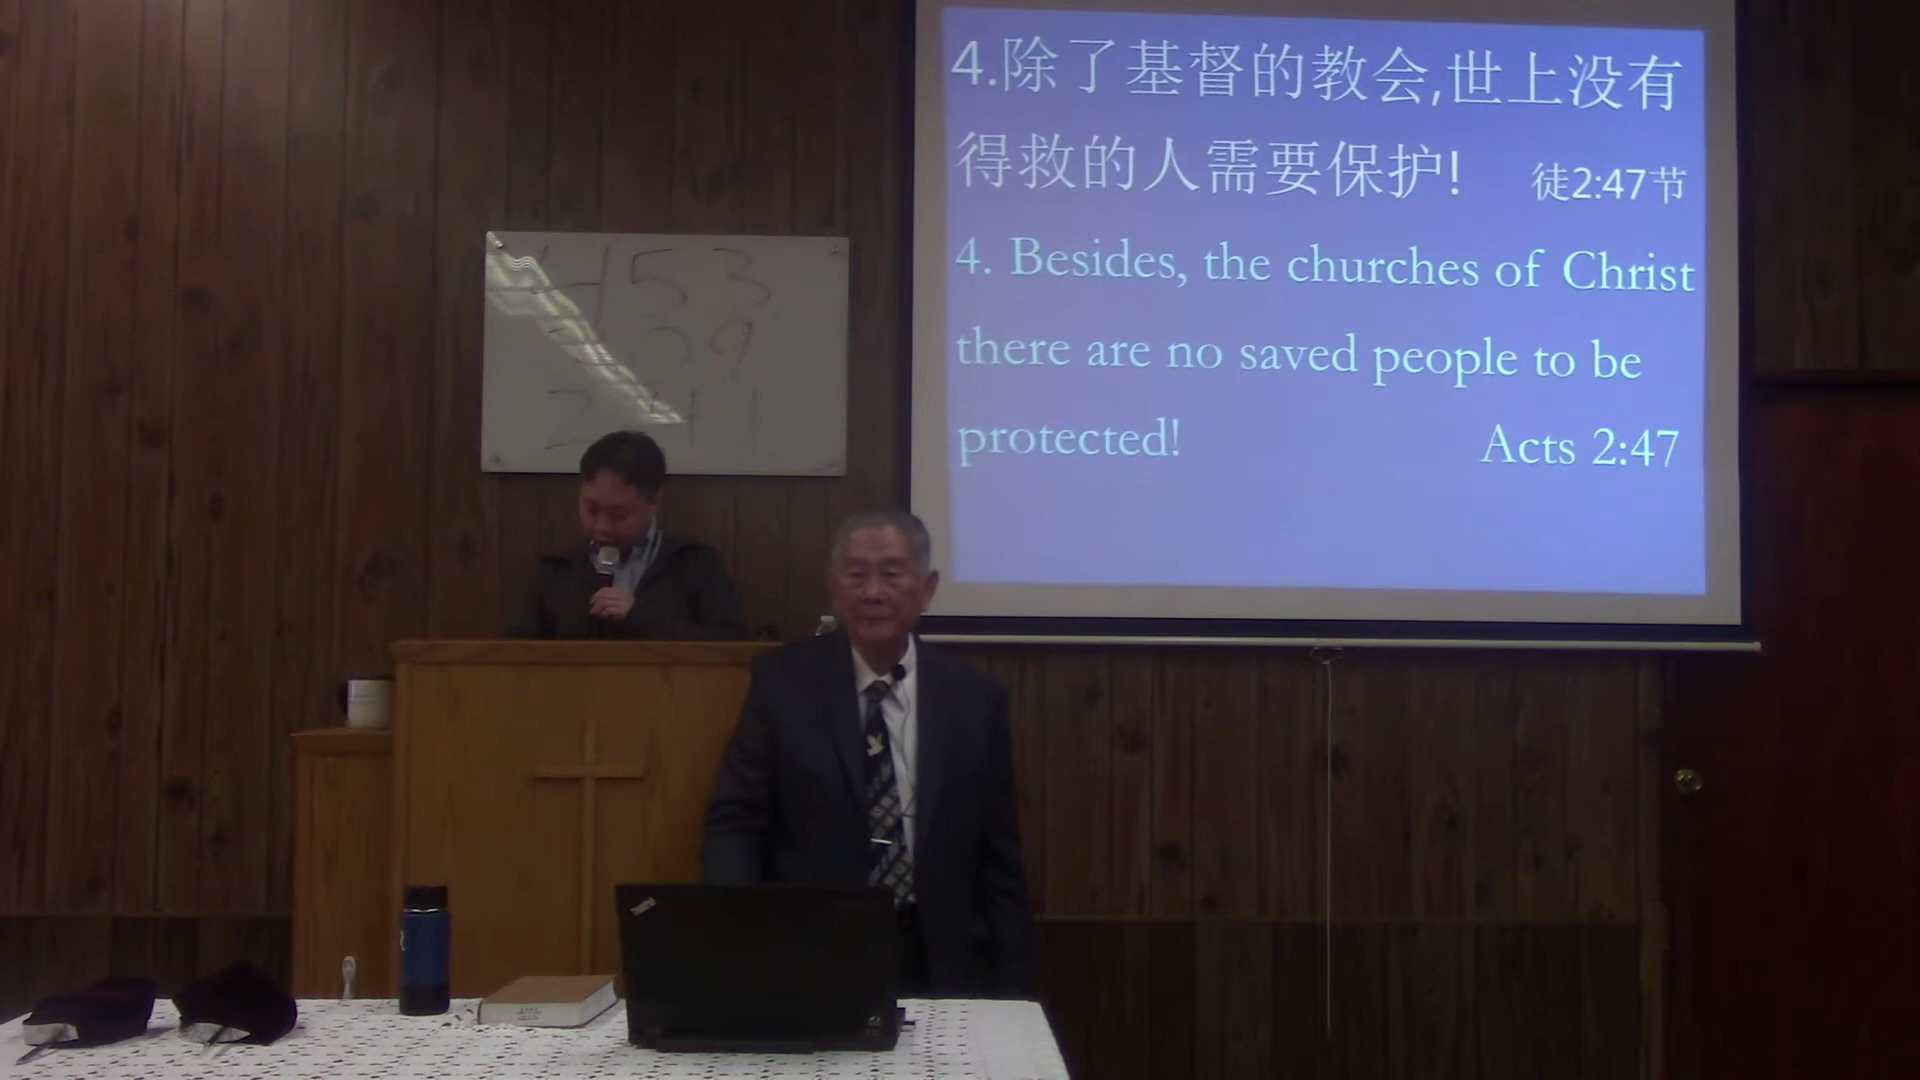 4.除了基督的教会,世上没有
得救的人需要保护! 徒2:47节
4. Besides, the churches of Christ
there are no saved people to be
protected! Acts 2:47
453
241
ThinkPad